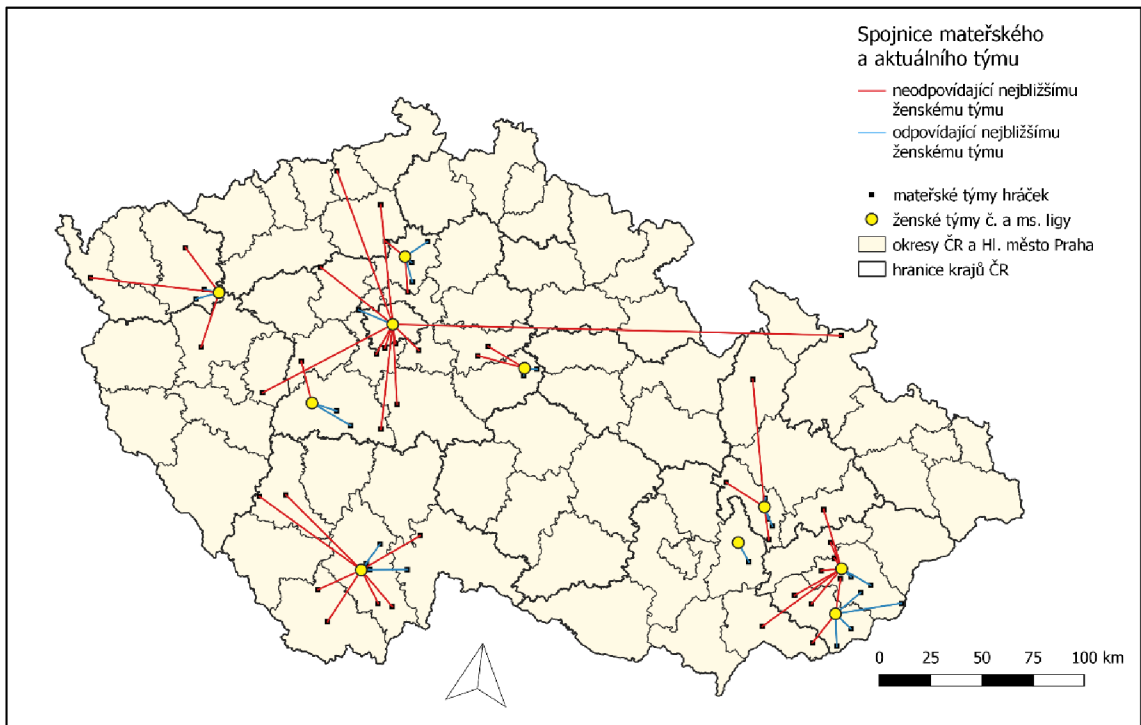 Spojnice mateřského
a aktuálního týmu
neodpovídající nejbližšímu
ženskému týmu
odpovídající nejbližšímu
ženskému týmu
mateřské týmy hráček
ženské týmy č. a ms. ligy
okresy ČR a Hl. město Praha
hranice krajů ČR
0 25 50 75 100 km